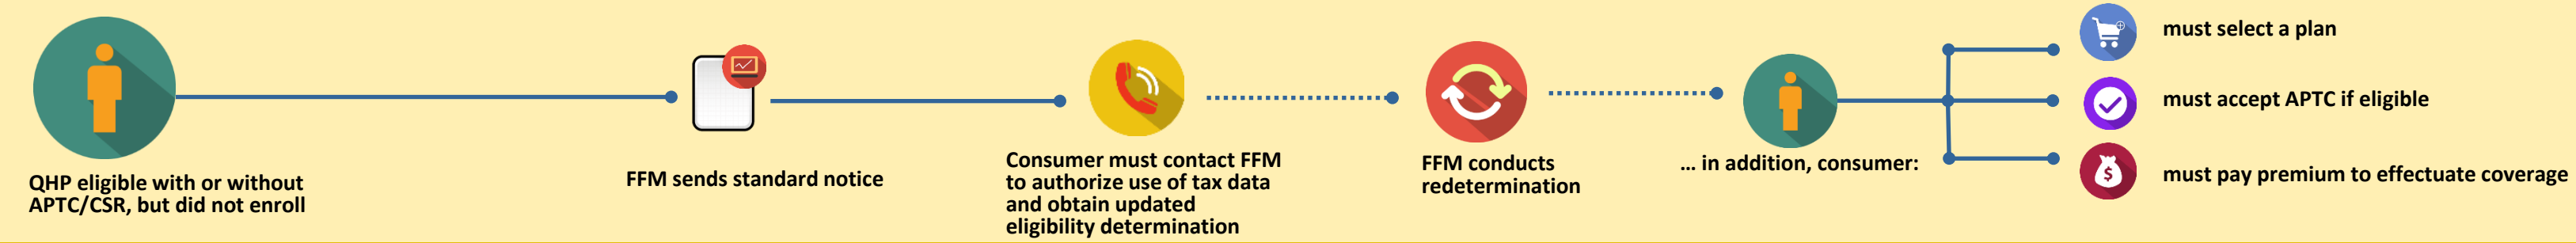 QHP eligible with or without
APTC/CSR, but did not enroll
FFM sends standard notice
Consumer must contact FFM
to authorize use of tax data
and obtain updated
eligibility determination
FFM conducts
redetermination
... in addition, consumer:
must select a plan
must accept APTC if eligible
$
must pay premium to effectuate coverage